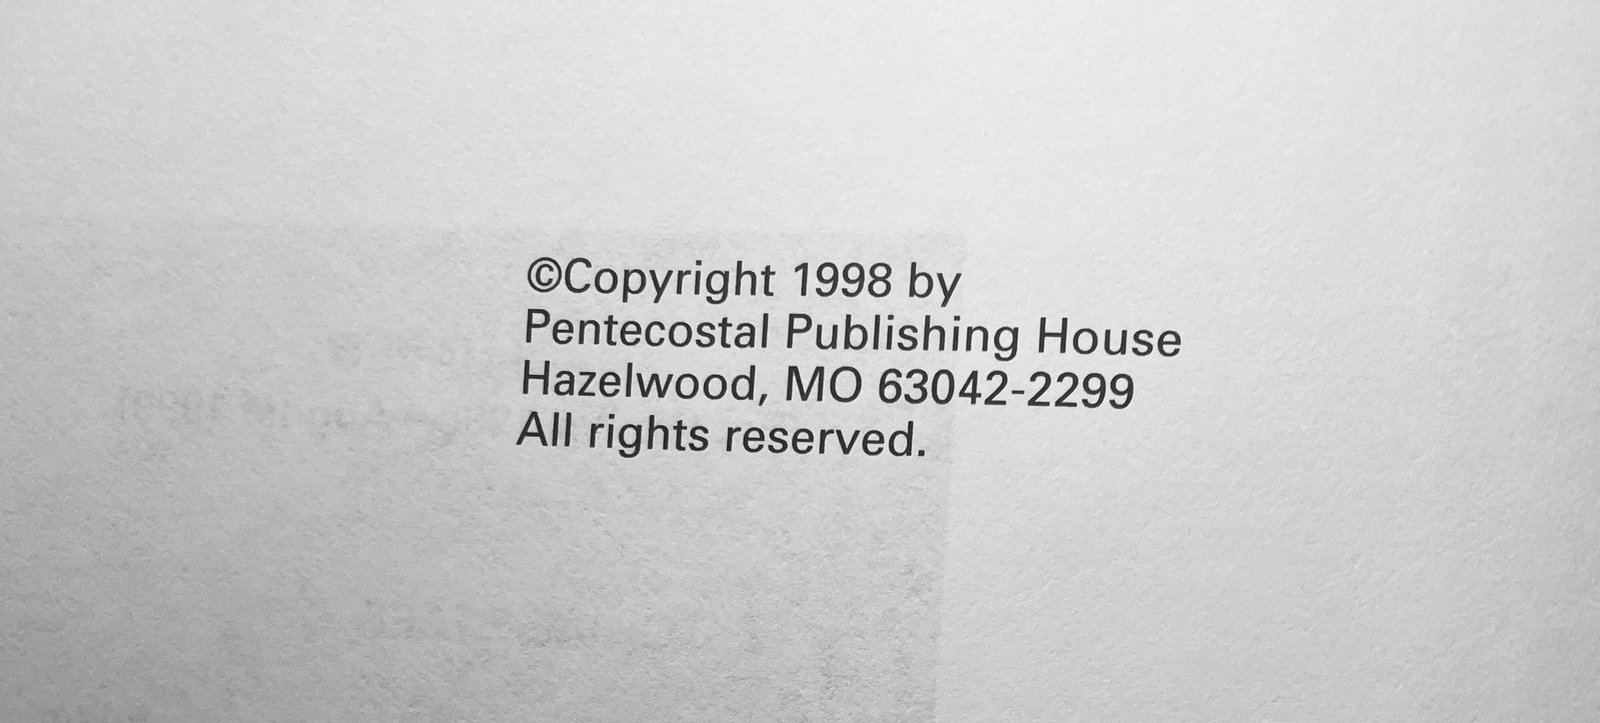 ©Copyright 1998 by
Pentecostal Publishing House
Hazelwood, MO 63042-2299
All rights reserved.